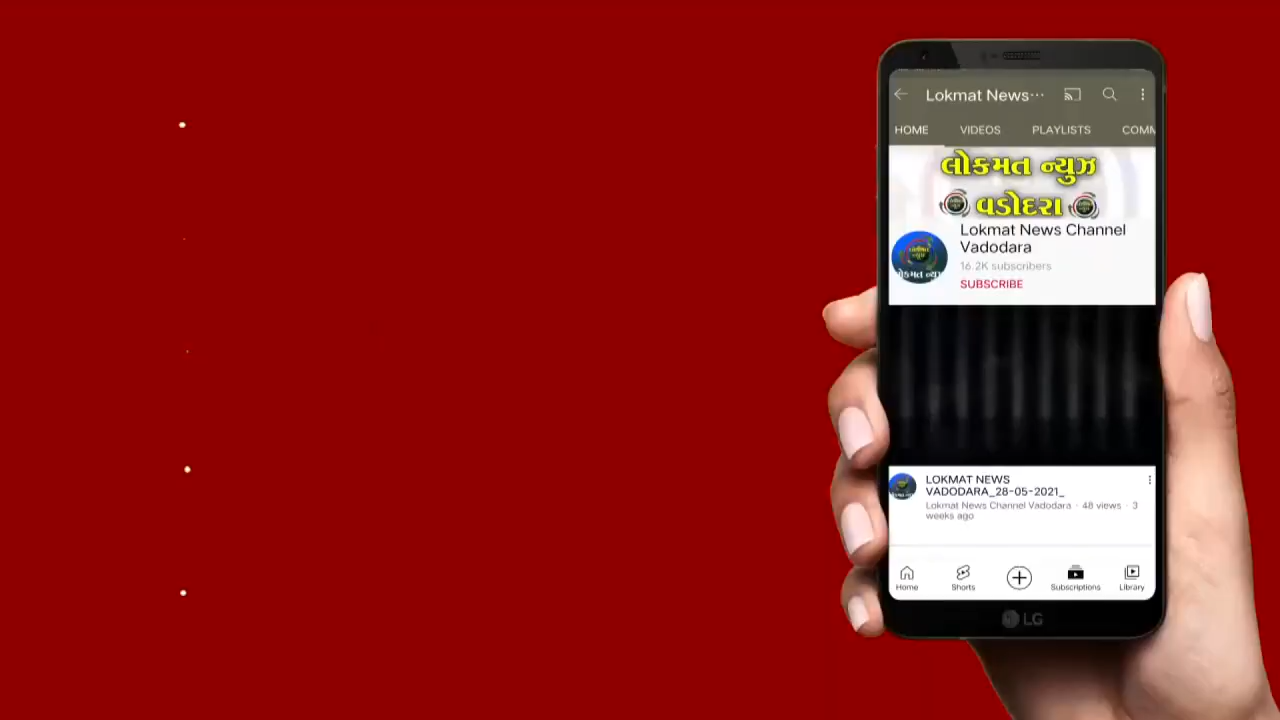 Lokmat News···
HOME VIDEOS PLAYLISTS COMM
લોકમત ન્યુઝ
વડોદરા
Lokmat News Channel
Vadodara
16.2K subscribers
SUBSCRIBE
LOKMAT NEWS
VADODARA_28-05-2021_
Lokmat News Channel Vadodara · 48 views · 3
weeks ago
Home Shorts Subscriptions Library
LG